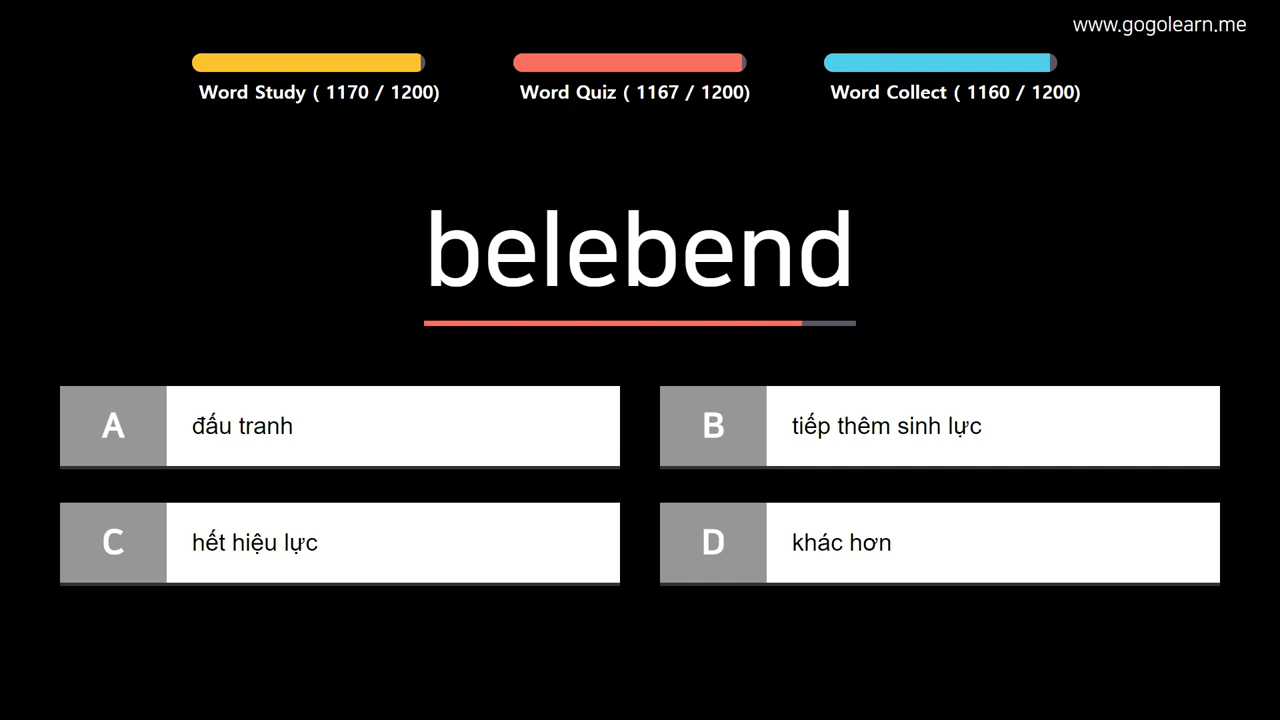 www.gogolearn.me
Word Study ( 1170 / 1200)
Word Quiz ( 1167 / 1200)
Word Collect ( 1160 / 1200)
belebend
A đấu tranh
B tiếp thêm sinh lực
C hết hiệu lực
D khác hơn